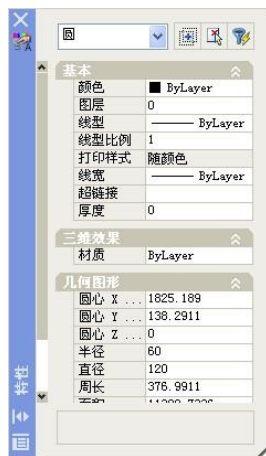 圆
基本
颜色 ByLayer
图层 0
线型 ByLayer
线型比例 1
打印样式 随颜色
线宽 ByLayer
超链接
厚度 0
三维效果
材质 ByLayer
几何图形
圆心 X ... 1825.189
圆心 Y ... 138.2911
圆心 Z ... 0
半径 60
直径 120
周长 376.9911
特性